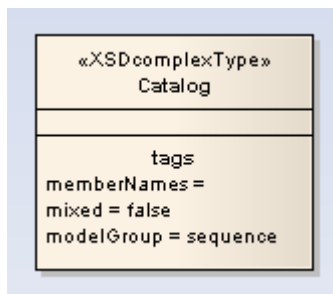 «XSDcomplexType»
Catalog
tags
memberNames =
mixed = false
modelGroup = sequence